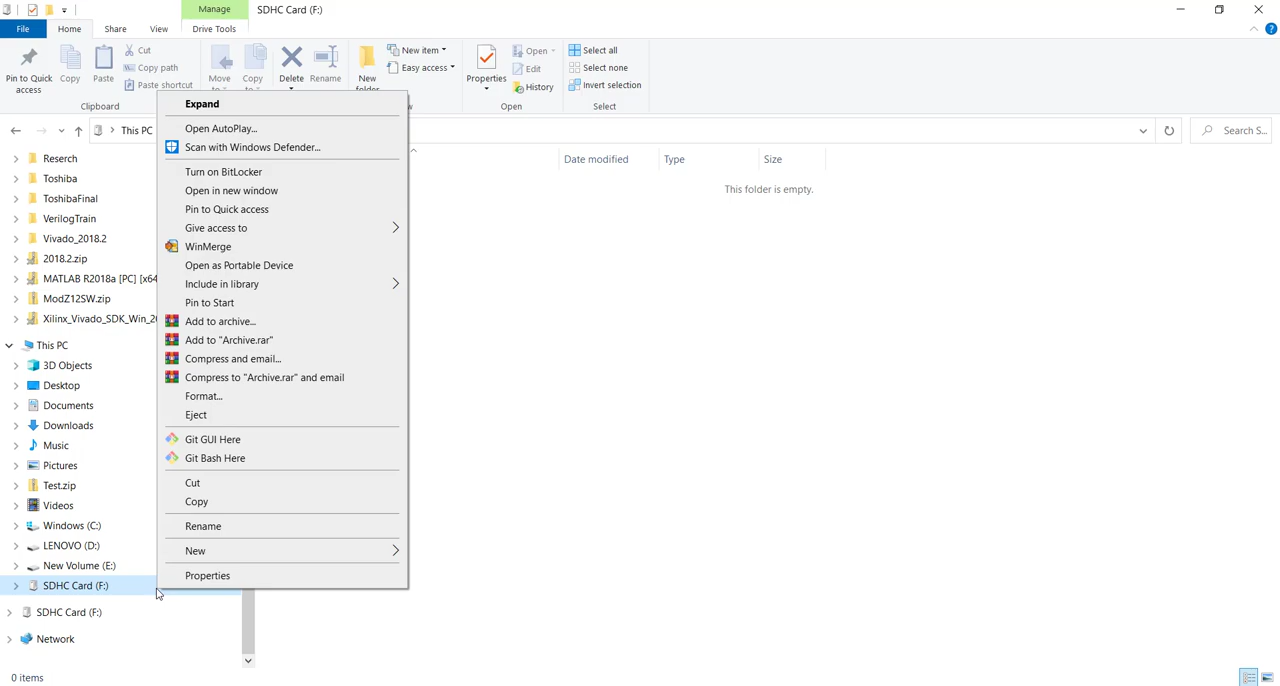 Manage SDHC Card (F:)
File Home Share View Drive Tools
Pin to Quick access
Copy
Paste
Cut
Copy path
Paste shortcut
Move
Copy
Delete
Rename
New
New item
Easy access
Properties
Open
Edit
History
Select all
Select none
Invert selection
Clipboard
Open
Select
This PC
Search S...
Date modified Type Size
This folder is empty.
Reserch
Toshiba
ToshibaFinal
VerilogTrain
Vivado_2018.2
2018.2.zip
MATLAB R2018a [PC] [x64
ModZ12SW.zip
Xilinx_Vivado_SDK_Win_20
This PC
3D Objects
Desktop
Documents
Downloads
Music
Pictures
Test.zip
Videos
Windows (C:)
LENOVO (D:)
New Volume (E:)
SDHC Card (F:)
SDHC Card (F:)
Network
0 items
Expand
Open AutoPlay...
Scan with Windows Defender...
Turn on BitLocker
Open in new window
Pin to Quick access
Give access to
WinMerge
Open as Portable Device
Include in library
Pin to Start
Add to archive...
Add to "Archive.rar"
Compress and email...
Compress to "Archive.rar" and email
Format...
Eject
Git GUI Here
Git Bash Here
Cut
Copy
Rename
New
Properties